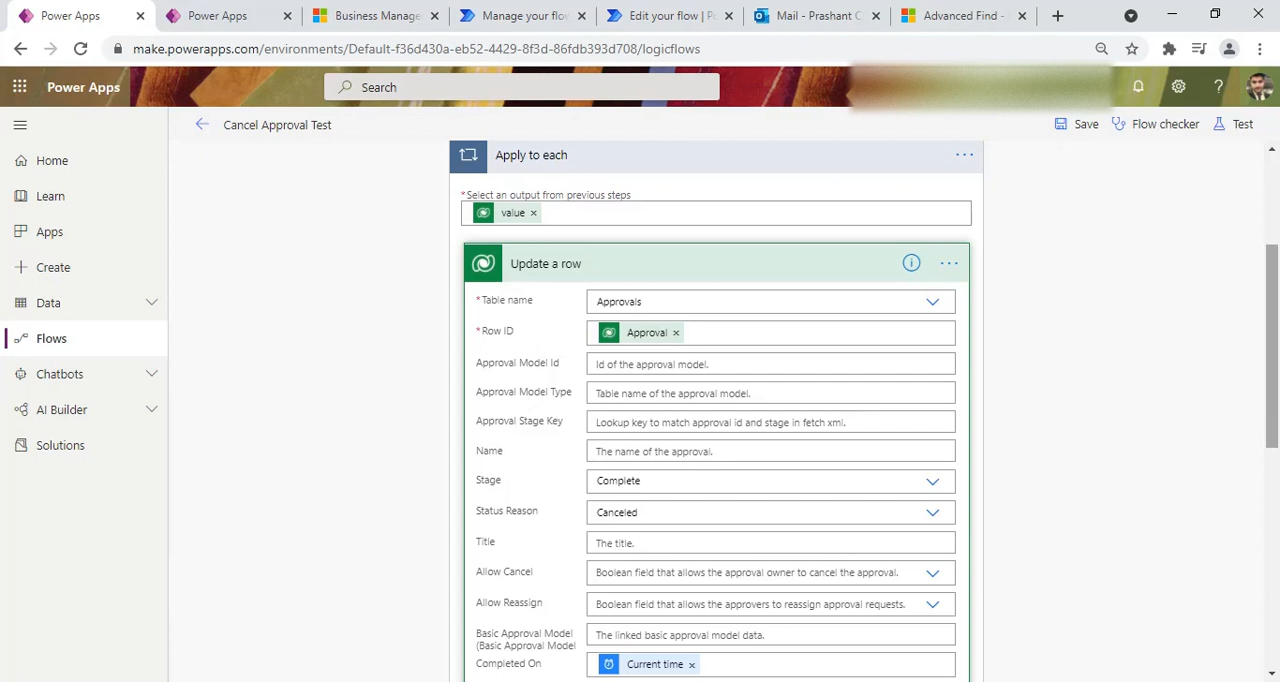 Power Apps
Power Apps
Business Manage
Manage your flow
Edit your flow | Po
Mail - Prashant C
Advanced Find -
make.powerapps.com/environments/Default-f36d430a-eb52-4429-8f3d-86fdb393d708/logicflows
Power Apps
Search
Cancel Approval Test
Save
Flow checker
Test
Home
Learn
Apps
Create
Data
Flows
Chatbots
AI Builder
Solutions
Apply to each
*Select an output from previous steps
value ×
Update a row
*Table name
Approvals
*Row ID
Approval ×
Approval Model Id
Id of the approval model.
Approval Model Type
Table name of the approval model.
Approval Stage Key
Lookup key to match approval id and stage in fetch xml.
Name
The name of the approval.
Stage
Complete
Status Reason
Canceled
Title
The title.
Allow Cancel
Boolean field that allows the approval owner to cancel the approval.
Allow Reassign
Boolean field that allows the approvers to reassign approval requests.
Basic Approval Model
(Basic Approval Model
The linked basic approval model data.
Completed On
Current time ×